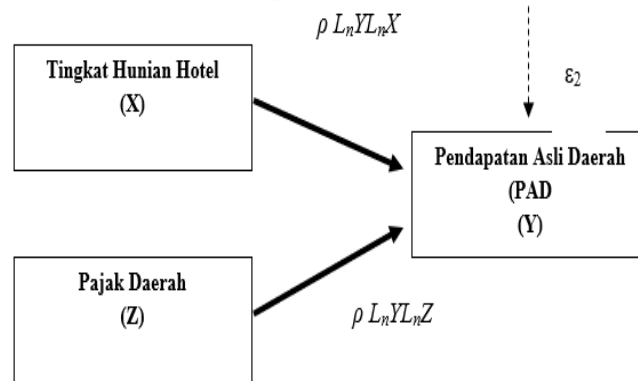 ρ LₙYLₙX
Tingkat Hunian Hotel
(X)
ε₂
Pendapatan Asli Daerah
(PAD
(Y)
Pajak Daerah
(Z)
ρ LₙYLₙZ